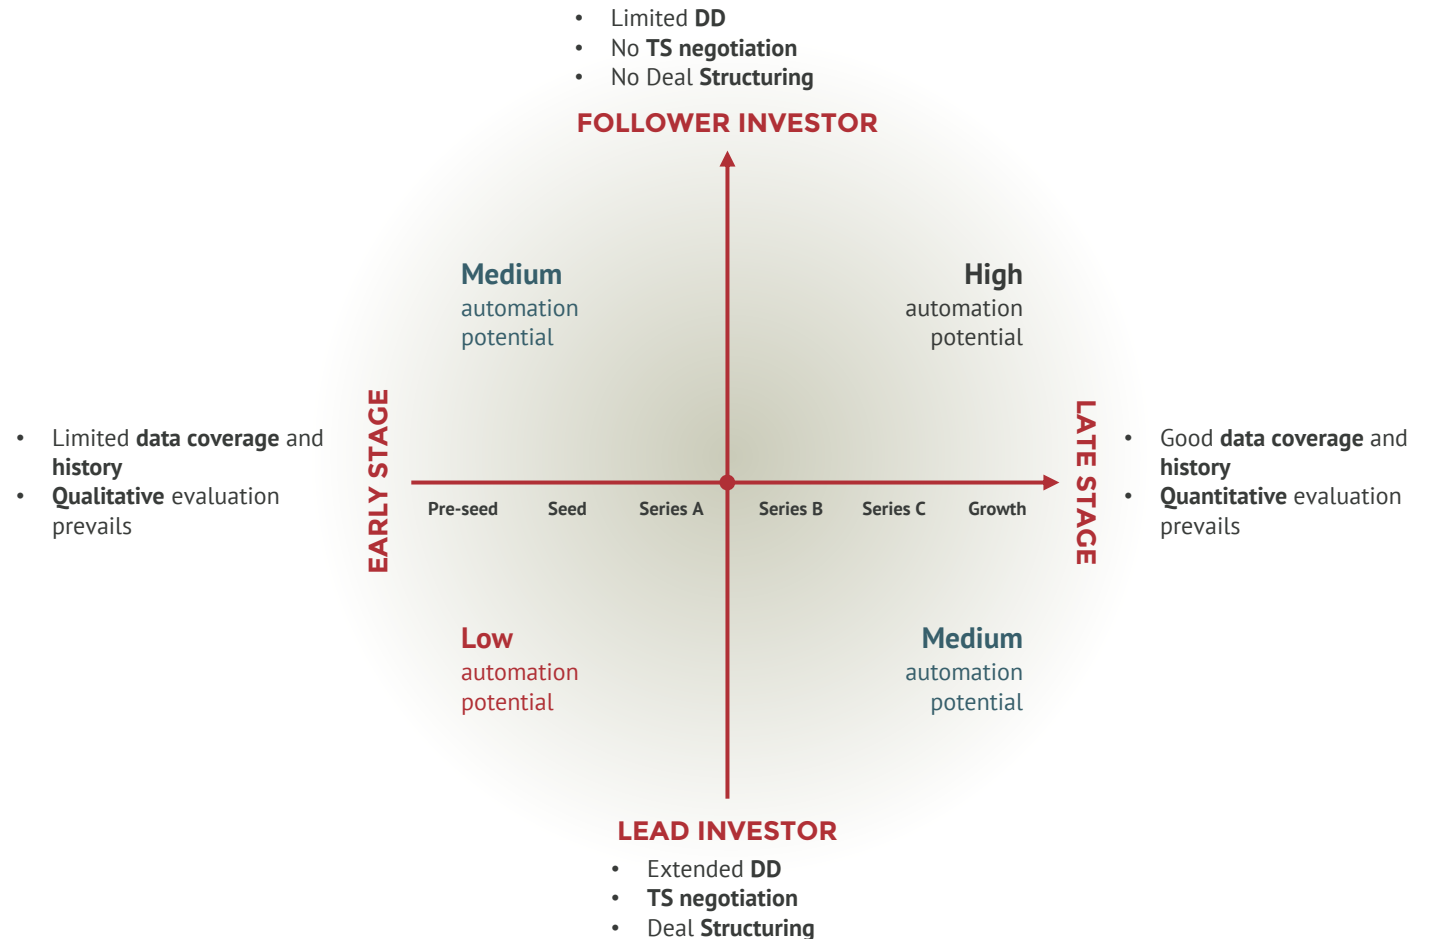 • Limited DD
• No TS negotiation
• No Deal Structuring
FOLLOWER INVESTOR
Medium
automation
potential
High
automation
potential
EARLY STAGE
• Limited data coverage and
history
• Qualitative evaluation
prevails
LATE STAGE
• Good data coverage and
history
• Quantitative evaluation
prevails
Pre-seed Seed Series A Series B Series C Growth
Low
automation
potential
Medium
automation
potential
LEAD INVESTOR
• Extended DD
• TS negotiation
• Deal Structuring